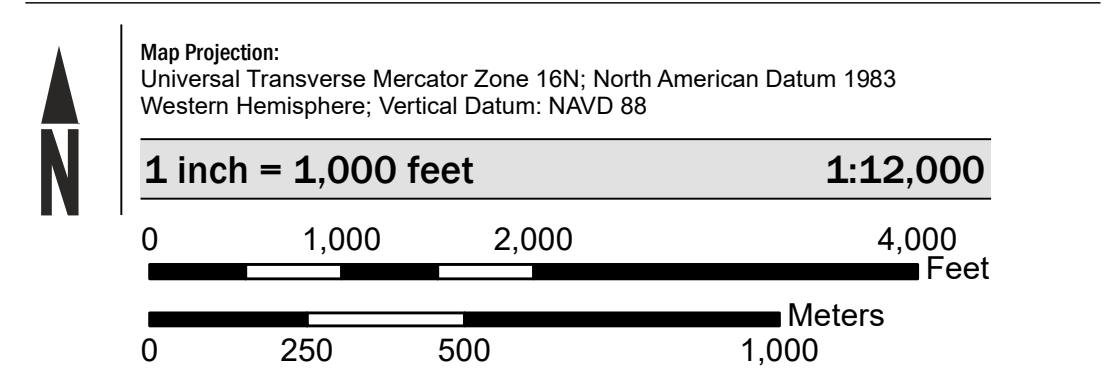 N
Map Projection:
Universal Transverse Mercator Zone 16N; North American Datum 1983
Western Hemisphere; Vertical Datum: NAVD 88
1 inch = 1,000 feet 1:12,000
0 1,000 2,000 4,000
Feet
Meters
0 250 500 1,000